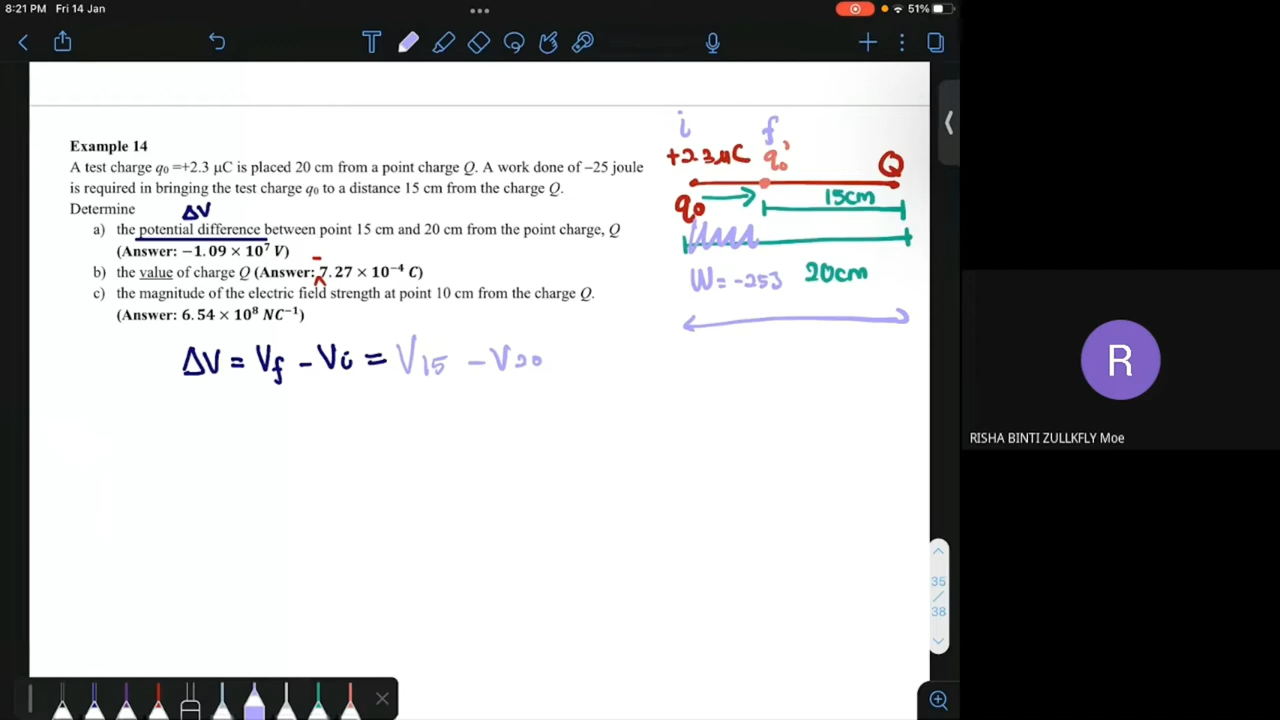 8:21 PM Fri 14 Jan
51%
Example 14
A test charge q₀ =+2.3 μC is placed 20 cm from a point charge Q. A work done of −25 joule
is required in bringing the test charge q₀ to a distance 15 cm from the charge Q.
Determine
ΔV
a) the potential difference between point 15 cm and 20 cm from the point charge, Q
(Answer: −1.09 × 10⁷ V)
b) the value of charge Q (Answer: -7.27 × 10⁻⁴ C)
c) the magnitude of the electric field strength at point 10 cm from the charge Q.
(Answer: 6.54 × 10⁸ NC⁻¹)
ΔV = Vf − Vi = V15 − V20
i f
+2.3μC q₀' Q
q₀ 15cm
W = -25J 20cm
35
/
38
R
RISHA BINTI ZULLKFLY Moe
T